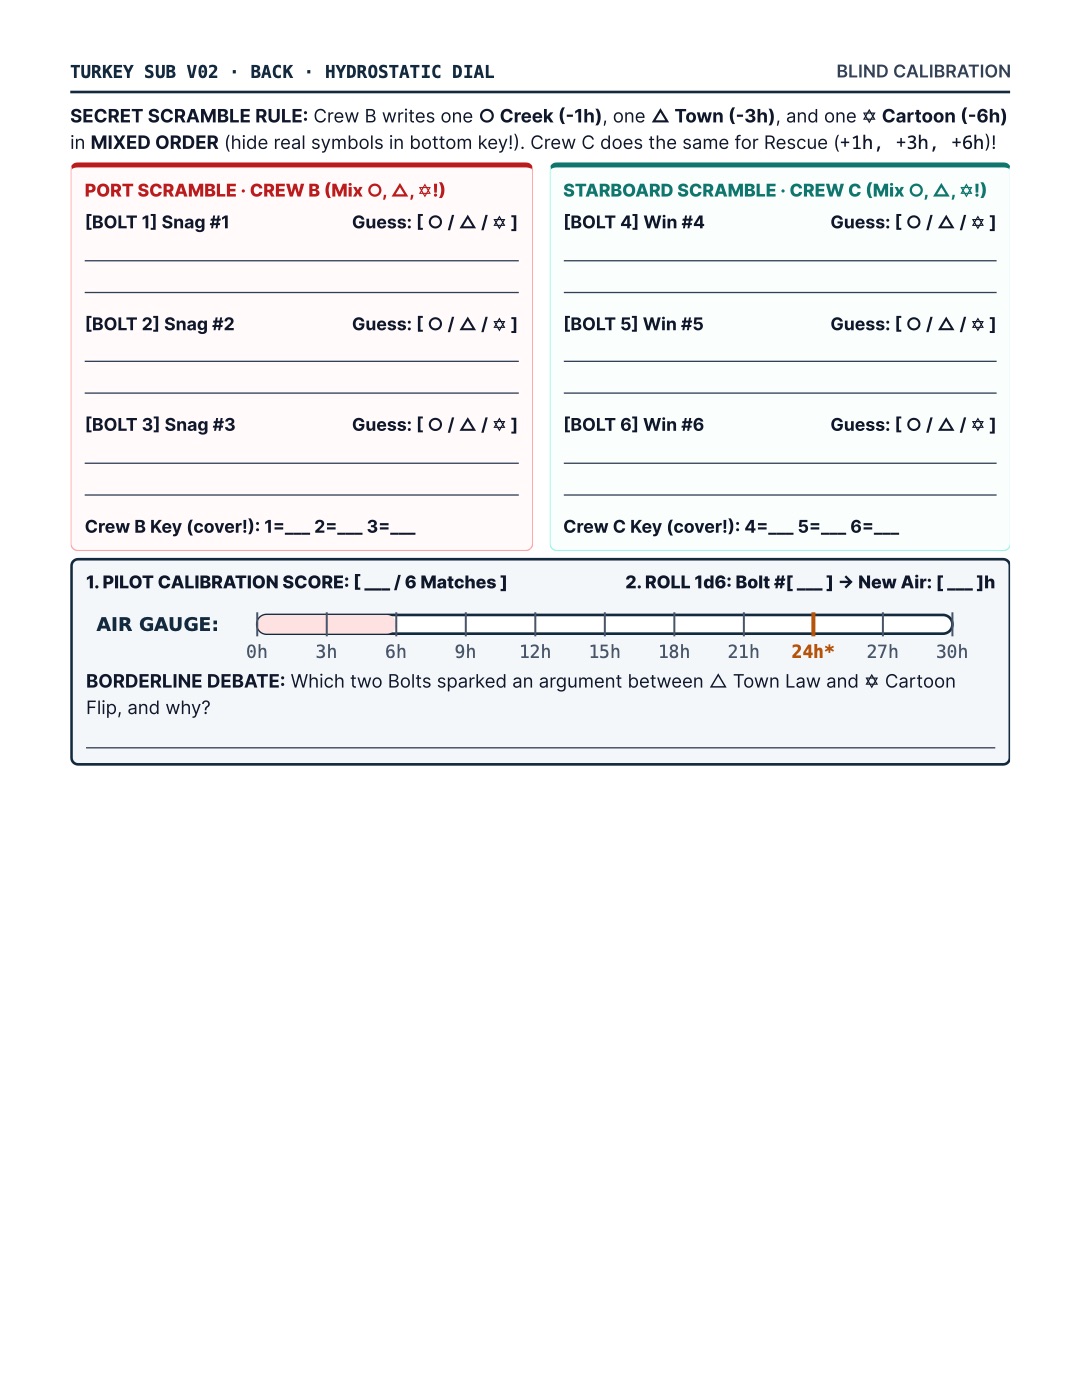 TURKEY SUB V02 · BACK · HYDROSTATIC DIAL
BLIND CALIBRATION
SECRET SCRAMBLE RULE: Crew B writes one ○ Creek (-1h), one △ Town (-3h), and one ✡ Cartoon (-6h)
in MIXED ORDER (hide real symbols in bottom key!). Crew C does the same for Rescue (+1h, +3h, +6h)!
PORT SCRAMBLE · CREW B (Mix ○, △, ✡!)
[BOLT 1] Snag #1 Guess: [ ○ / △ / ✡ ]
[BOLT 2] Snag #2 Guess: [ ○ / △ / ✡ ]
[BOLT 3] Snag #3 Guess: [ ○ / △ / ✡ ]
Crew B Key (cover!): 1=___ 2=___ 3=___
STARBOARD SCRAMBLE · CREW C (Mix ○, △, ✡!)
[BOLT 4] Win #4 Guess: [ ○ / △ / ✡ ]
[BOLT 5] Win #5 Guess: [ ○ / △ / ✡ ]
[BOLT 6] Win #6 Guess: [ ○ / △ / ✡ ]
Crew C Key (cover!): 4=___ 5=___ 6=___
1. PILOT CALIBRATION SCORE: [ ___ / 6 Matches ]
2. ROLL 1d6: Bolt #[ ___ ] → New Air: [ ___ ]h
AIR GAUGE:
0h 3h 6h 9h 12h 15h 18h 21h 24h* 27h 30h
BORDERLINE DEBATE: Which two Bolts sparked an argument between △ Town Law and ✡ Cartoon
Flip, and why?